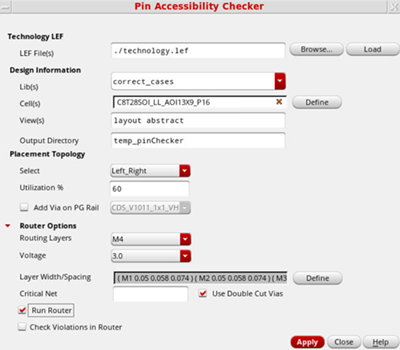 Pin Accessibility Checker
Technology LEF
LEF File(s) ./technology.lef Browse... Load
Design Information
Lib(s) correct_cases
Cell(s) C8T28SOI_LL_AOI13X9_P16 Define
View(s) layout abstract
Output Directory temp_pinChecker
Placement Topology
Select Left_Right
Utilization % 60
Add Via on PG Rail CDS_V1011_1x1_VH
Router Options
Routing Layers M4
Voltage 3.0
Layer Width/Spacing ( M1 0.05 0.058 0.074 ) ( M2 0.05 0.058 0.074 ) ( M3 Define
Critical Net Use Double Cut Vias
Run Router
Check Violations in Router
Apply Close Help